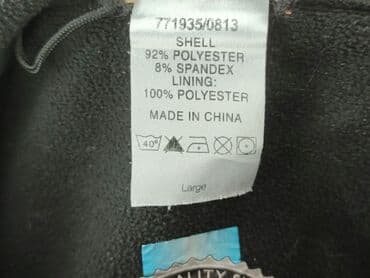 771935/0813
SHELL
92% POLYESTER
8% SPANDEX
LINING:
100% POLYESTER
MADE IN CHINA
40°
Large